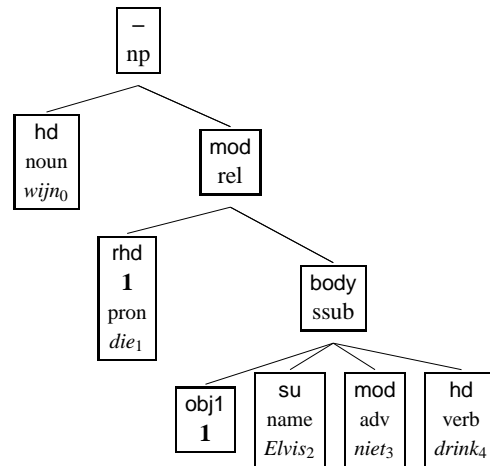 –
np
hd
noun
wijn₀
mod
rel
rhd
1
pron
die₁
body
ssub
obj1
1
su
name
Elvis₂
mod
adv
niet₃
hd
verb
drink₄